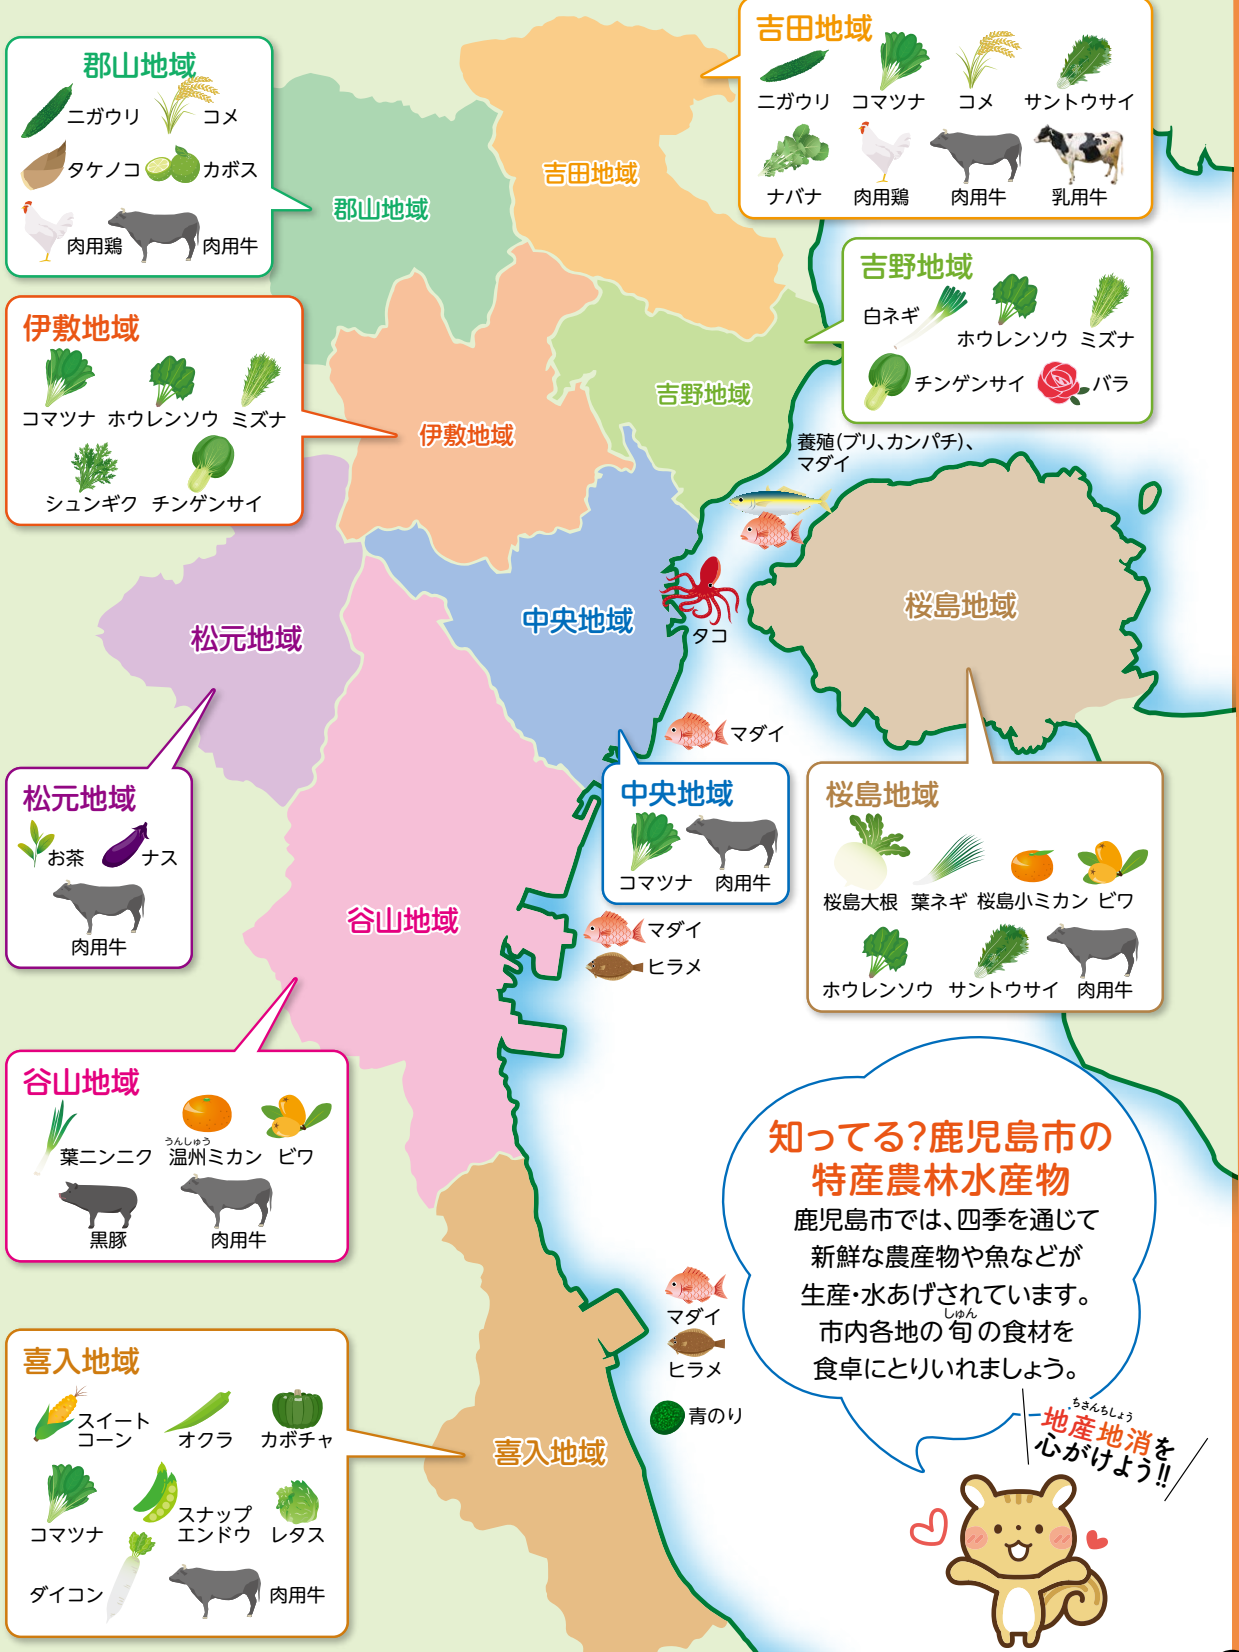 郡山地域
ニガウリ
コメ
タケノコ
カボス
肉用鶏
肉用牛
吉田地域
ニガウリ
コマツナ
コメ
サントウサイ
ナバナ
肉用鶏
肉用牛
乳用牛
吉田地域
郡山地域
吉野地域
白ネギ
ホウレンソウ
ミズナ
チンゲンサイ
バラ
伊敷地域
コマツナ
ホウレンソウ
ミズナ
シュンギク
チンゲンサイ
吉野地域
伊敷地域
養殖(ブリ、カンパチ)、
マダイ
桜島地域
中央地域
タコ
松元地域
マダイ
松元地域
お茶
ナス
肉用牛
中央地域
コマツナ
肉用牛
桜島地域
桜島大根
葉ネギ
桜島小ミカン
ビワ
ホウレンソウ
サントウサイ
肉用牛
谷山地域
マダイ
ヒラメ
谷山地域
葉ニンニク
うんしゅう
温州ミカン
ビワ
黒豚
肉用牛
知ってる?鹿児島市の
特産農林水産物
鹿児島市では、四季を通じて
新鮮な農産物や魚などが
生産・水あげされています。
しゅん
市内各地の旬の食材を
食卓にとりいれましょう。
マダイ
ヒラメ
青のり
ちさんちしょう
地産地消を
心がけよう!!
喜入地域
スイート
コーン
オクラ
カボチャ
コマツナ
スナップ
エンドウ
レタス
ダイコン
肉用牛
喜入地域